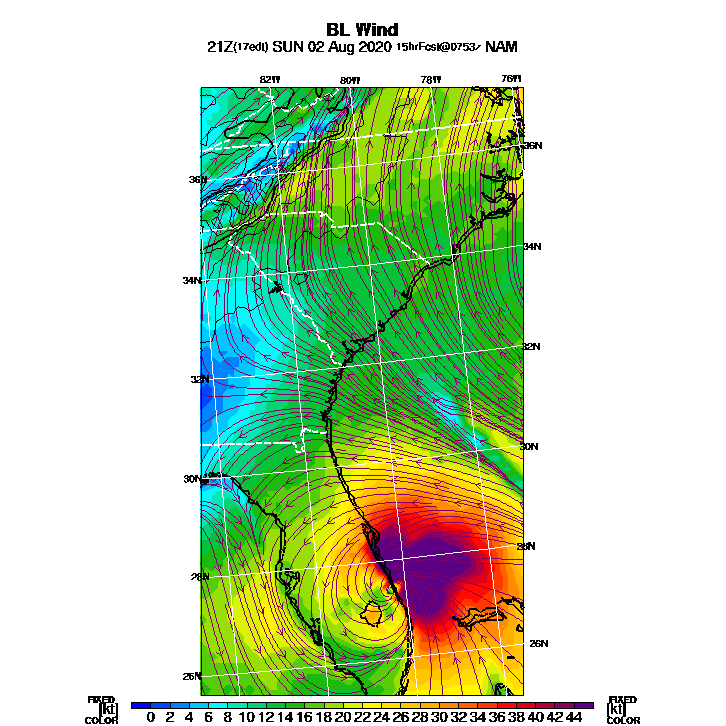 BL Wind
21Z(17edt) SUN 02 Aug 2020 15hrFcst@0753z NAM
82W 80W 78W 76W
36N
36N
34N
34N
32N
32N
30N
30N
28N
28N
26N
26N
FIXED FIXED
[kt] 0 2 4 6 8 10 12 14 16 18 20 22 24 26 28 30 32 34 36 38 40 42 44 [kt]
COLOR COLOR